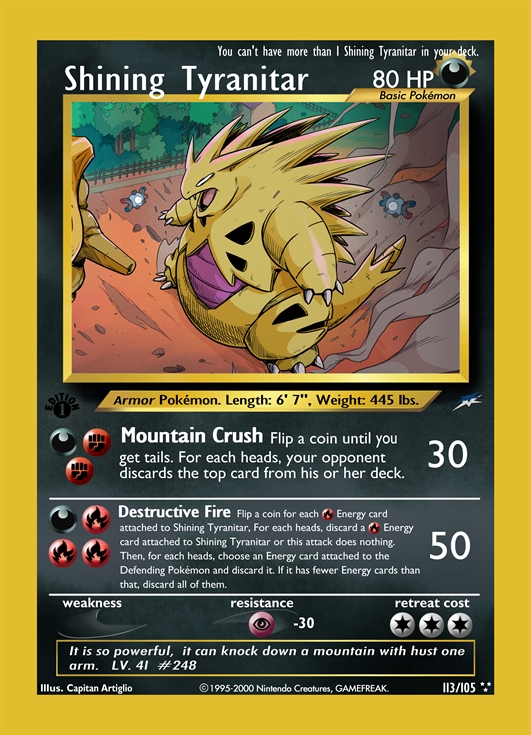 You can't have more than 1 Shining Tyranitar in your deck.
Shining Tyranitar
80 HP
Basic Pokémon
EDITION
1
Armor Pokémon. Length: 6' 7", Weight: 445 lbs.
Mountain Crush Flip a coin until you
get tails. For each heads, your opponent
discards the top card from his or her deck.
30
Destructive Fire Flip a coin for each Energy card
attached to Shining Tyranitar, For each heads, discard a Energy
card attached to Shining Tyranitar or this attack does nothing.
Then, for each heads, choose an Energy card attached to the
Defending Pokémon and discard it. If it has fewer Energy cards than
that, discard all of them.
50
weakness
resistance
retreat cost
-30
It is so powerful, it can knock down a mountain with hust one
arm. LV. 41 #248
Illus. Capitan Artiglio
©1995-2000 Nintendo Creatures, GAMEFREAK.
113/105